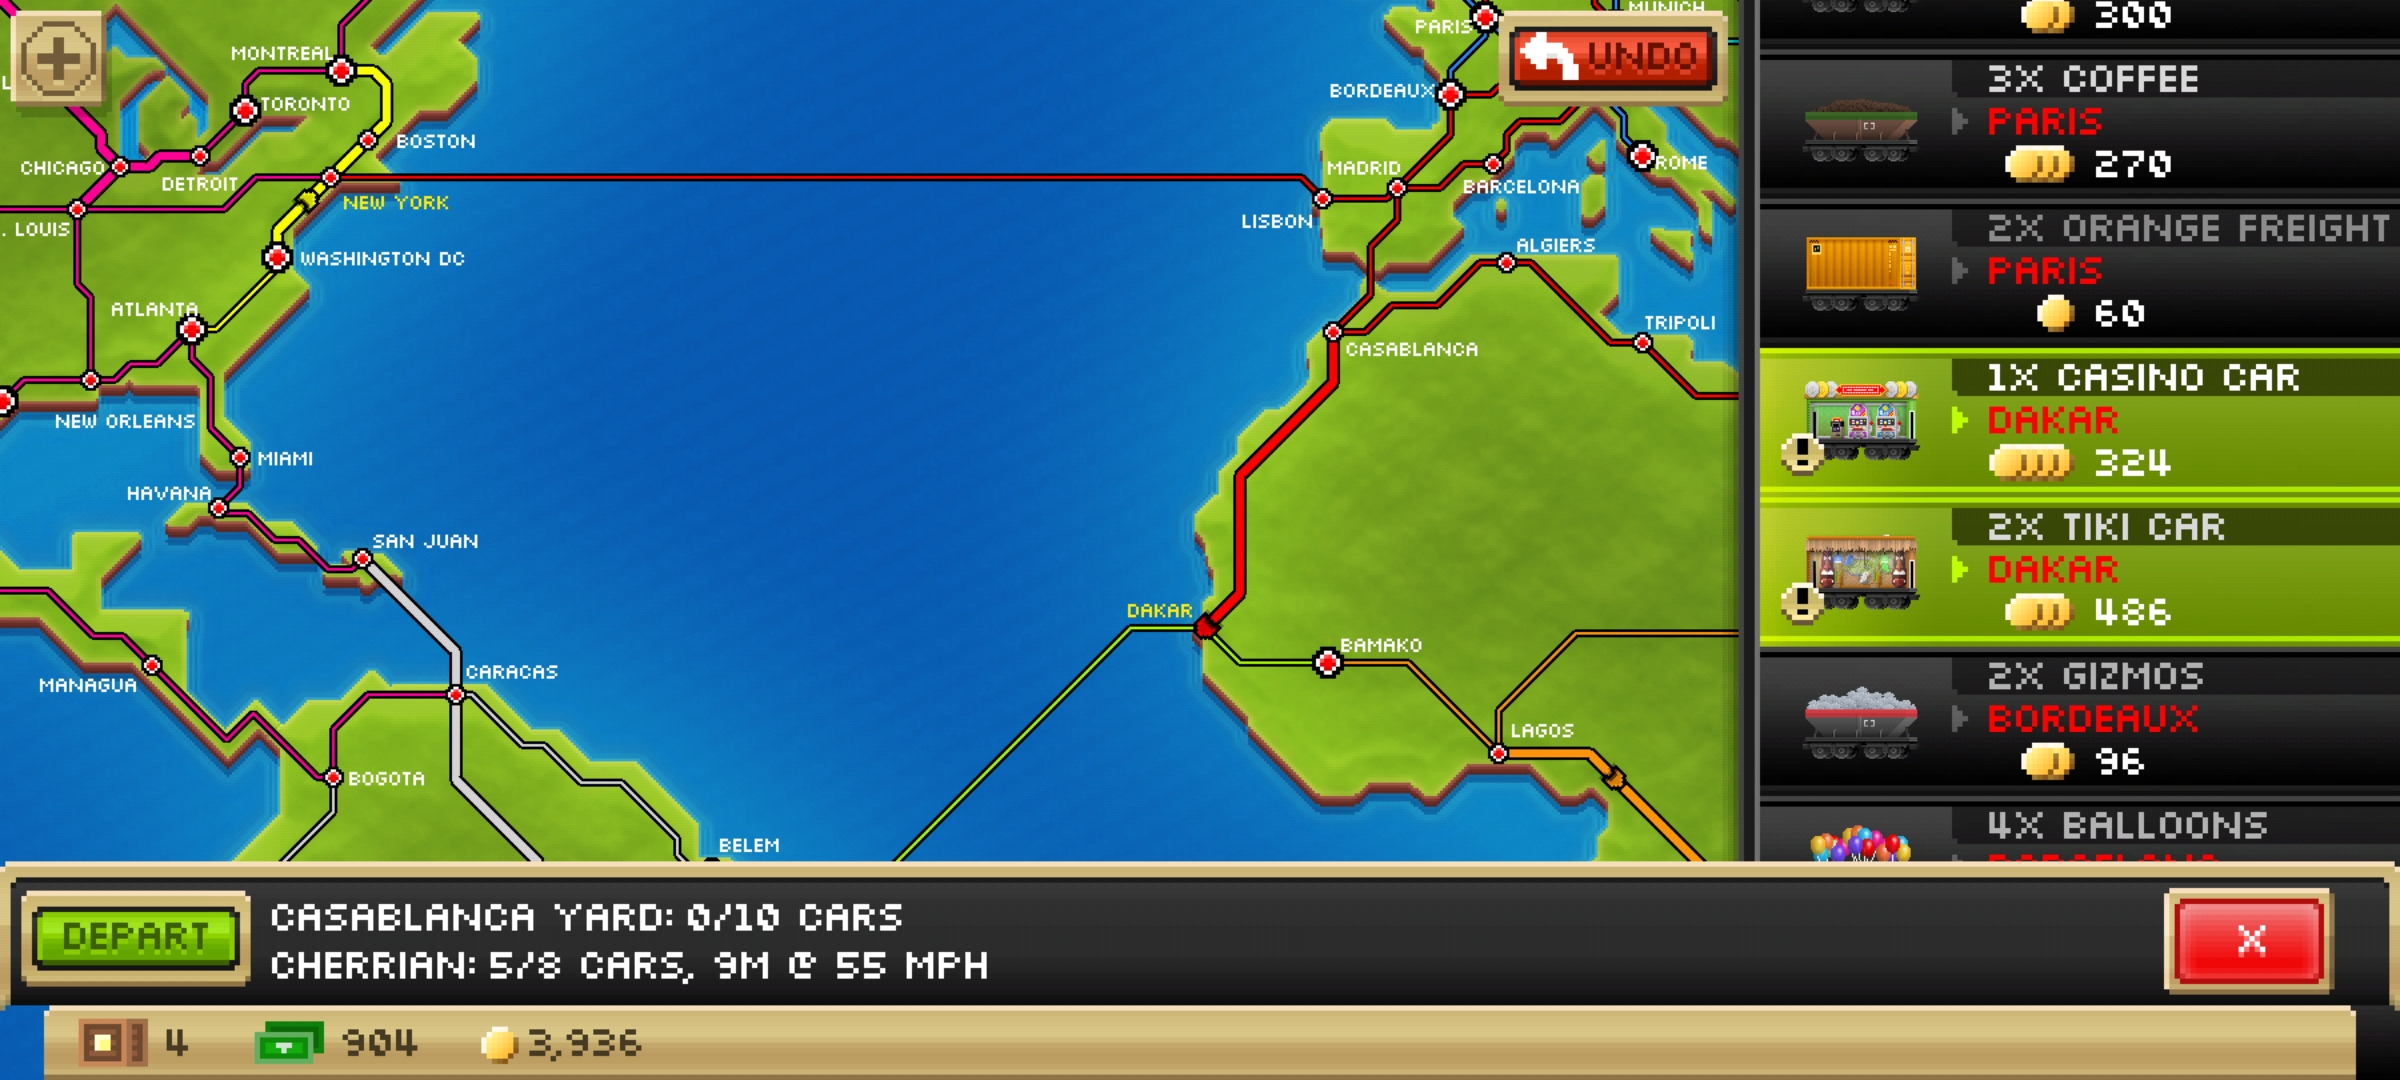 MONTREAL
TORONTO
BOSTON
CHICAGO
DETROIT
NEW YORK
. LOUIS
WASHINGTON DC
ATLANTA
NEW ORLEANS
MIAMI
HAVANA
SAN JUAN
CARACAS
MANAGUA
BOGOTA
BELEM
PARIS
MUNICH
BORDEAUX
MADRID
BARCELONA
ROME
LISBON
ALGIERS
TRIPOLI
CASABLANCA
DAKAR
BAMAKO
LAGOS
UNDO
300
3X COFFEE
PARIS
270
2X ORANGE FREIGHT
PARIS
60
1X CASINO CAR
DAKAR
324
2X TIKI CAR
DAKAR
486
2X GIZMOS
BORDEAUX
96
4X BALLOONS
BARCELONA
DEPART
CASABLANCA YARD: 0/10 CARS
CHERRIAN: 5/8 CARS, 9M @ 55 MPH
X
4
904
3,936